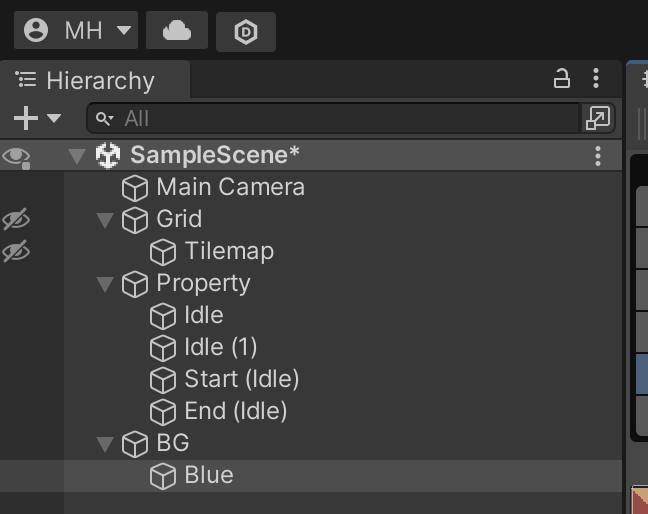 MH
Hierarchy
All
SampleScene*
Main Camera
Grid
Tilemap
Property
Idle
Idle (1)
Start (Idle)
End (Idle)
BG
Blue